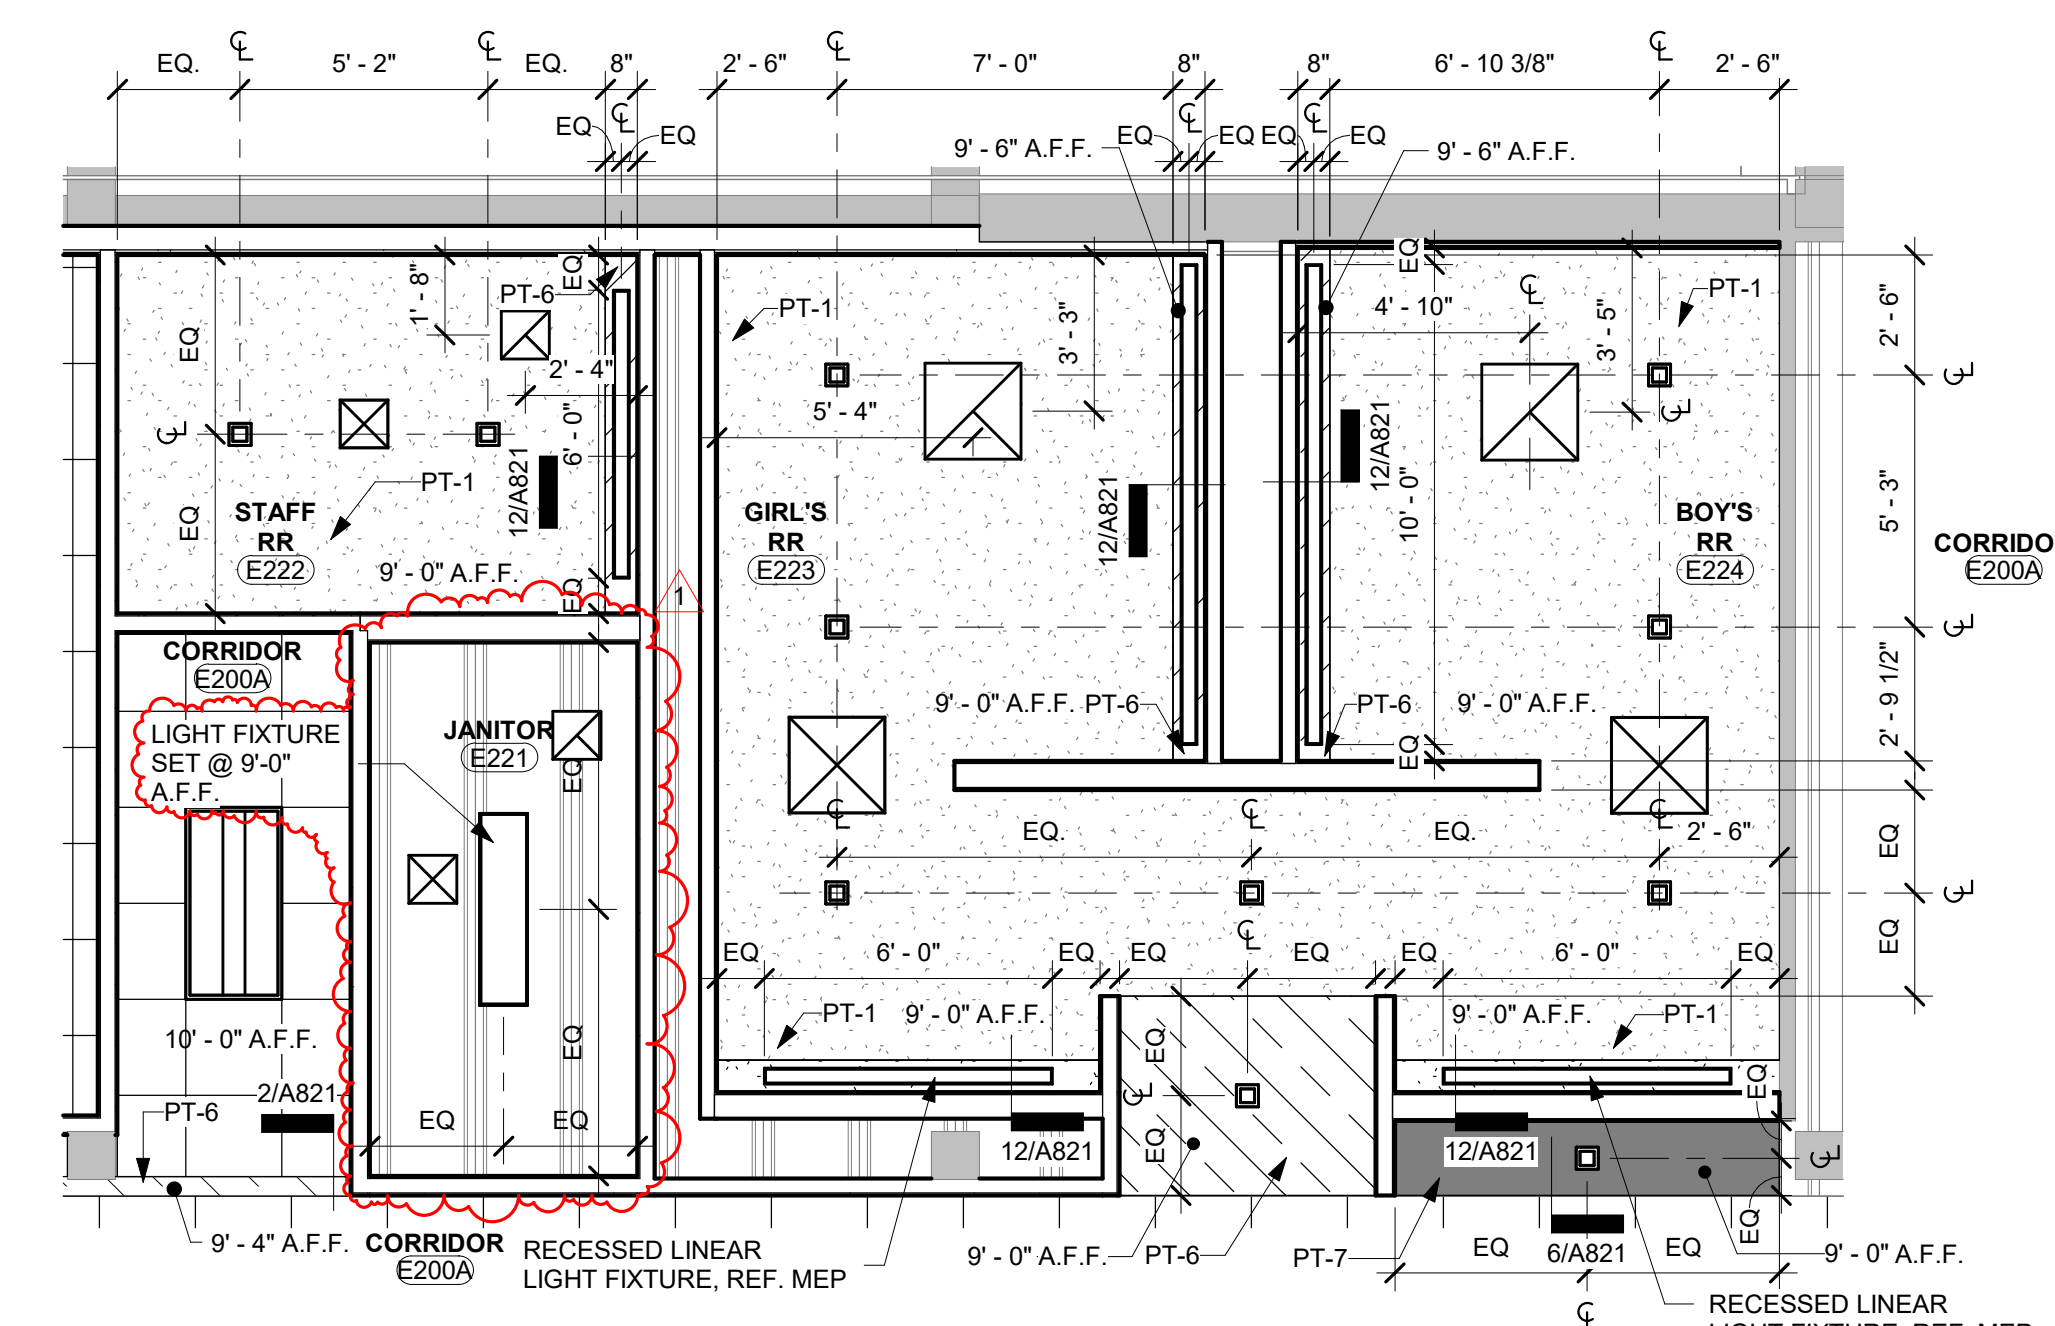 EQ.
5' - 2"
EQ.
8"
2' - 6"
7' - 0"
8"
8"
6' - 10 3/8"
2' - 6"
EQ
EQ
EQ
EQ
EQ
EQ
9' - 6" A.F.F.
9' - 6" A.F.F.
1' - 8"
EQ
PT-6
EQ
2' - 4"
6' - 0"
PT-1
EQ
12/A821
STAFF
RR
E222
9' - 0" A.F.F.
EQ
PT-1
3' - 3"
5' - 4"
12/A821
GIRL'S
RR
E223
9' - 0" A.F.F.
PT-6
EQ
4' - 10"
3' - 5"
PT-1
12/A821
10' - 0"
BOY'S
RR
E224
PT-6
9' - 0" A.F.F.
EQ
2' - 6"
5' - 3"
2' - 9 1/2"
EQ
EQ
CORRIDO
E200A
1
CORRIDOR
E200A
LIGHT FIXTURE
SET @ 9'-0"
A.F.F.
JANITOR
E221
EQ
EQ
EQ
EQ
10' - 0" A.F.F.
2/A821
PT-6
9' - 4" A.F.F.
CORRIDOR
E200A
EQ.
EQ.
2' - 6"
EQ
6' - 0"
EQ
EQ
EQ
EQ
6' - 0"
EQ
PT-1
9' - 0" A.F.F.
9' - 0" A.F.F.
PT-1
EQ
EQ
12/A821
12/A821
EQ
EQ
RECESSED LINEAR
LIGHT FIXTURE, REF. MEP
9' - 0" A.F.F.
PT-6
PT-7
EQ
6/A821
EQ
9' - 0" A.F.F.
RECESSED LINEAR
LIGHT FIXTURE, REF. MEP